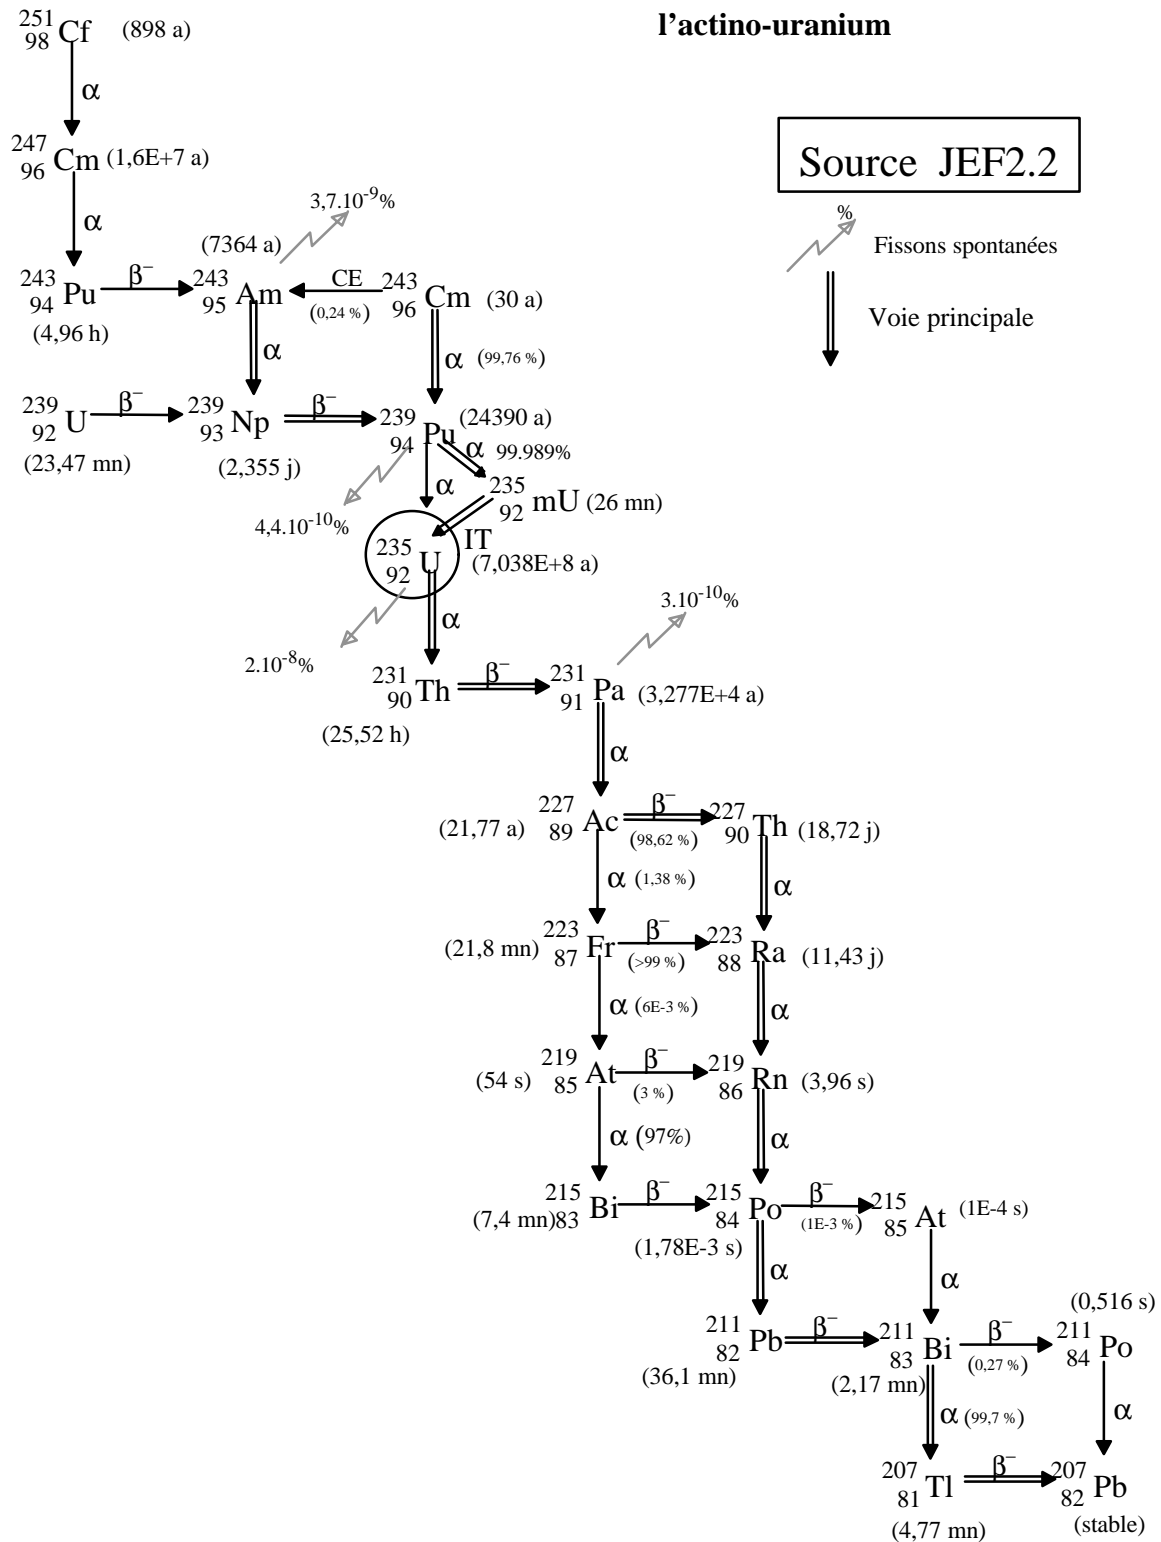 l'actino-uranium
251
98 Cf (898 a)
α
247
96 Cm (1,6E+7 a)
Source JEF2.2
α
3,7.10-9%
%
Fissons spontanées
(7364 a)
243
94 Pu β− 243
95 Am CE 243
96 Cm (30 a)
(0,24 %)
(4,96 h)
Voie principale
α α (99,76 %)
239
92 U β− 239
93 Np β− 239
94 Pu (24390 a)
α 99.989%
(23,47 mn) (2,355 j)
α 235
92 mU (26 mn)
4,4.10-10%
IT
235
92 U (7,038E+8 a)
α
3.10-10%
2.10-8%
231
90 Th β− 231
91 Pa (3,277E+4 a)
(25,52 h)
α
(21,77 a) 227
89 Ac β− 227
90 Th (18,72 j)
(98,62 %)
α (1,38 %) α
(21,8 mn) 223
87 Fr β− 223
88 Ra (11,43 j)
(>99 %)
α (6E-3 %) α
(54 s) 219
85 At β− 219
86 Rn (3,96 s)
(3 %)
α (97%) α
(7,4 mn) 215
83 Bi β− 215
84 Po β− 215
85 At (1E-4 s)
(1E-3 %)
(1,78E-3 s)
α α
(0,516 s)
211
82 Pb β− 211
83 Bi β− 211
84 Po
(0,27 %)
(36,1 mn) (2,17 mn)
α (99,7 %) α
207
81 Tl β− 207
82 Pb
(4,77 mn) (stable)